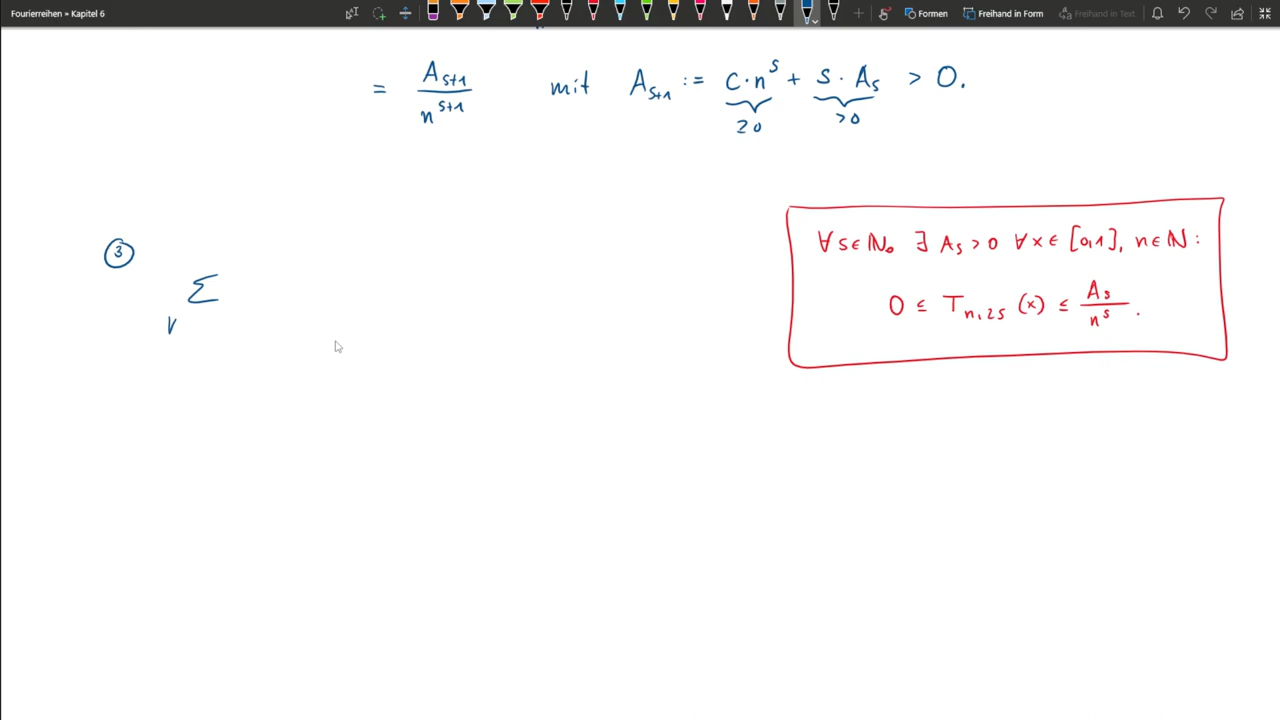 Fourierreihen » Kapitel 6
Formen
Freihand in Form
Freihand in Text
= A_{s+1} / n^{s+1} mit A_{s+1} := C · n^s + s · A_s > 0.
≥ 0 > 0
③
∀ s ∈ ℕ₀ ∃ A_s > 0 ∀ x ∈ [0,1], n ∈ ℕ :
Σ
0 ≤ T_{n,2s}(x) ≤ A_s / n^s .